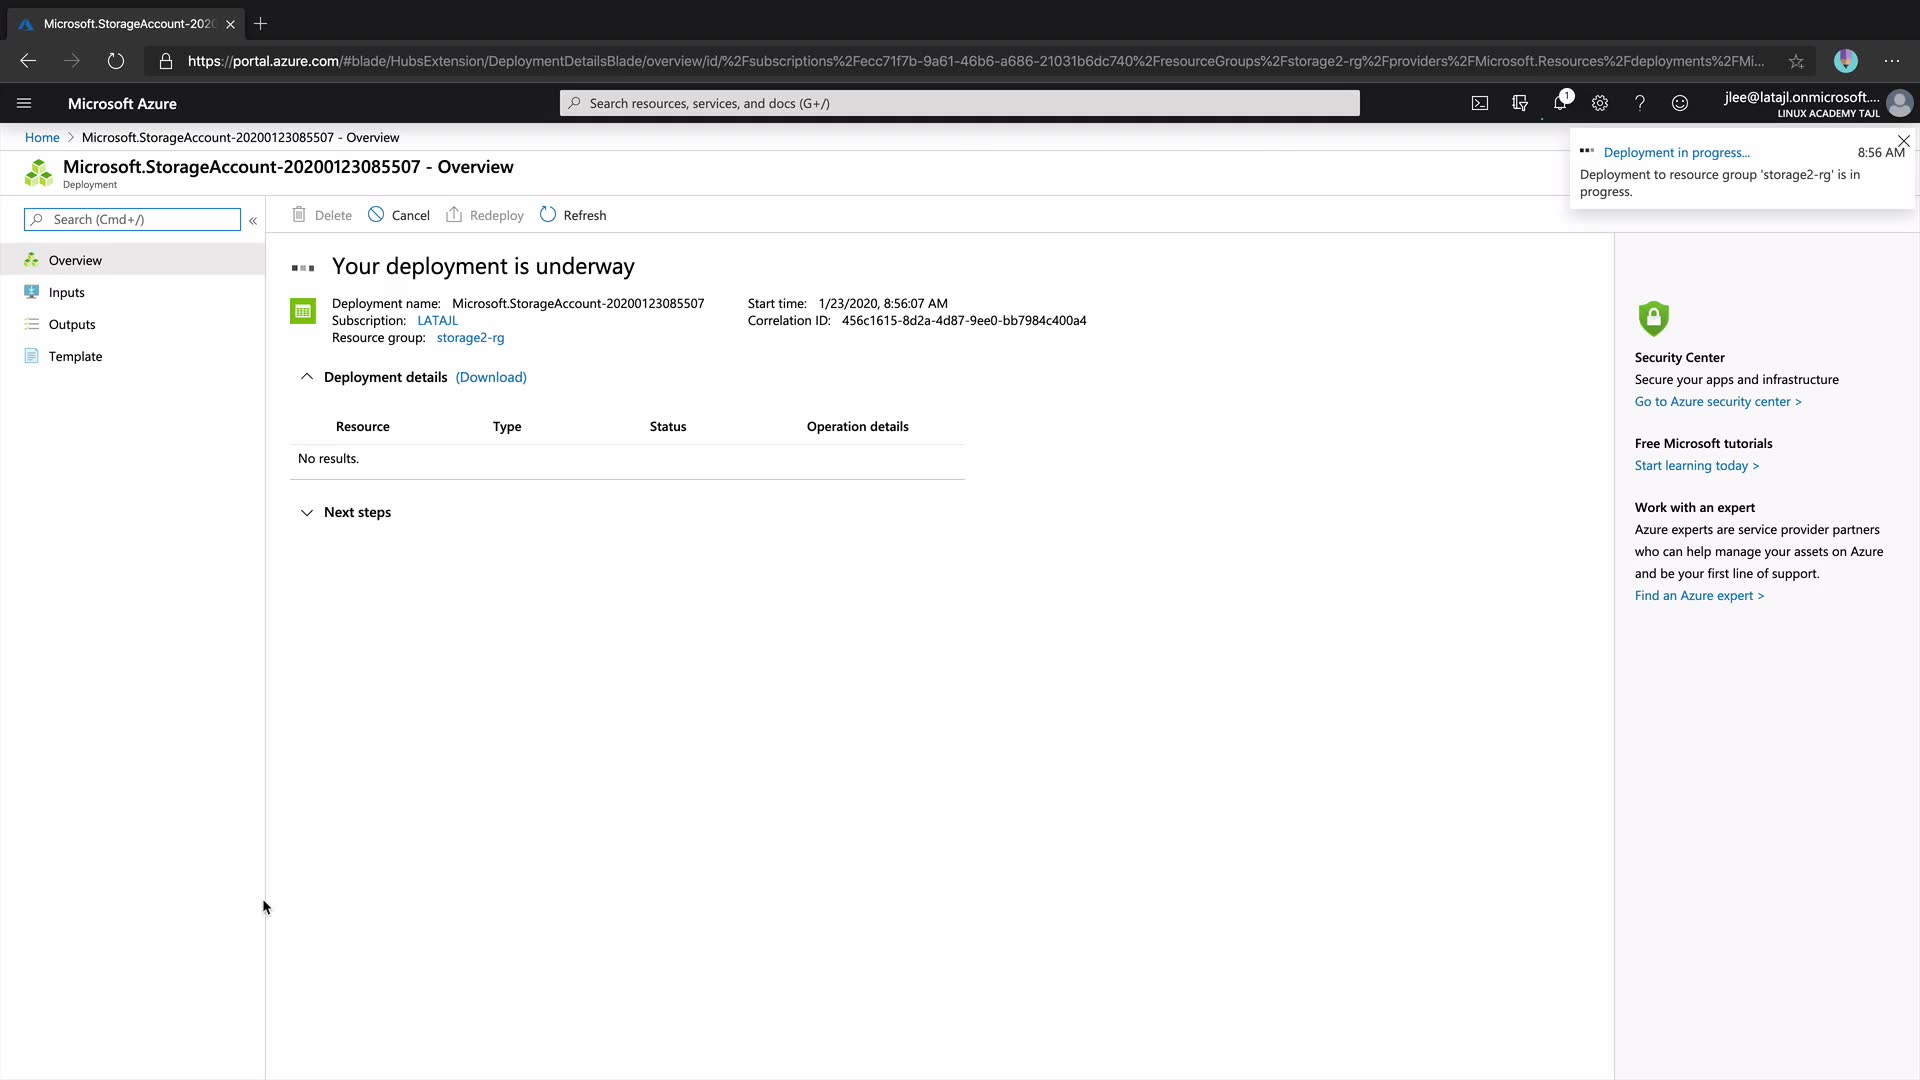 Microsoft.StorageAccount-2020
https://portal.azure.com/#blade/HubsExtension/DeploymentDetailsBlade/overview/id/%2Fsubscriptions%2Fecc71f7b-9a61-46b6-a686-21031b6dc740%2FresourceGroups%2Fstorage2-rg%2Fproviders%2FMicrosoft.Resources%2Fdeployments%2FMi...
Microsoft Azure
Search resources, services, and docs (G+/)
1
jlee@latajl.onmicrosoft....
LINUX ACADEMY TAJL
Home > Microsoft.StorageAccount-20200123085507 - Overview
Microsoft.StorageAccount-20200123085507 - Overview
Deployment
Deployment in progress...
8:56 AM
Deployment to resource group 'storage2-rg' is in
progress.
Search (Cmd+/)
«
Overview
Inputs
Outputs
Template
Delete
Cancel
Redeploy
Refresh
Your deployment is underway
Deployment name: Microsoft.StorageAccount-20200123085507
Subscription: LATAJL
Resource group: storage2-rg
Start time: 1/23/2020, 8:56:07 AM
Correlation ID: 456c1615-8d2a-4d87-9ee0-bb7984c400a4
Deployment details (Download)
Resource Type Status Operation details
No results.
Next steps
Security Center
Secure your apps and infrastructure
Go to Azure security center >
Free Microsoft tutorials
Start learning today >
Work with an expert
Azure experts are service provider partners
who can help manage your assets on Azure
and be your first line of support.
Find an Azure expert >